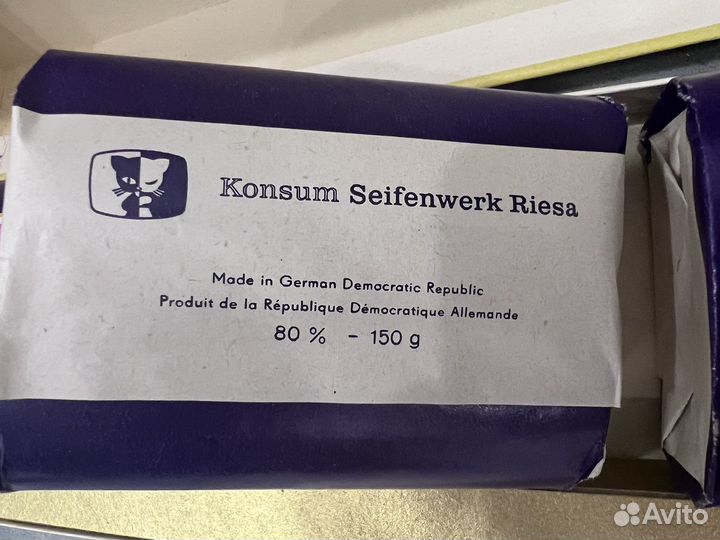 Konsum Seifenwerk Riesa
Made in German Democratic Republic
Produit de la République Démocratique Allemande
80 % - 150 g
Avito